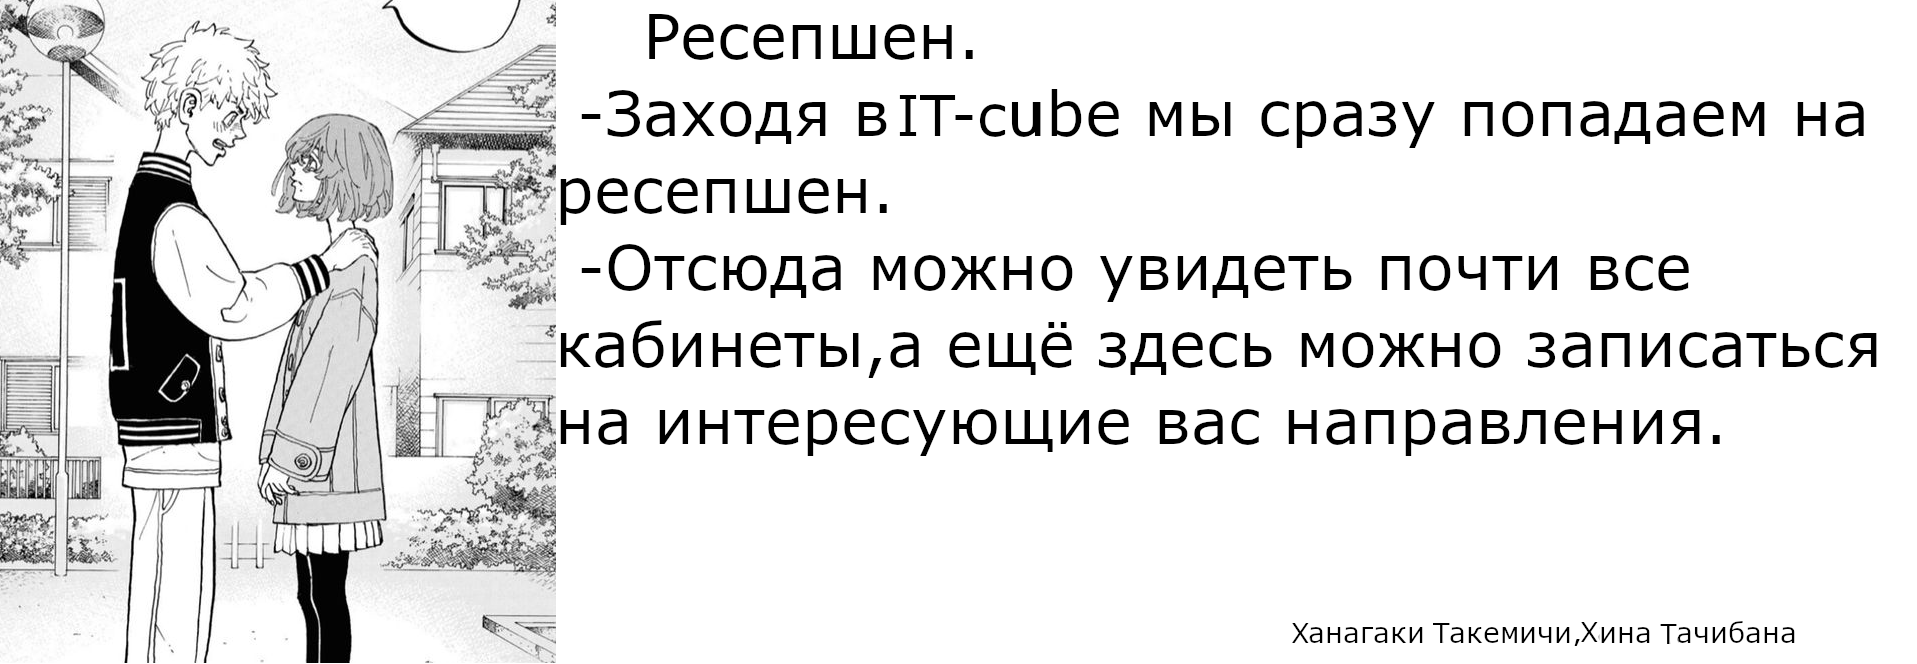 Ресепшен.
-Заходя в IT-cube мы сразу попадаем на
ресепшен.
-Отсюда можно увидеть почти все
кабинеты,а ещё здесь можно записаться
на интересующие вас направления.
Ханагаки Такемичи,Хина Тачибана